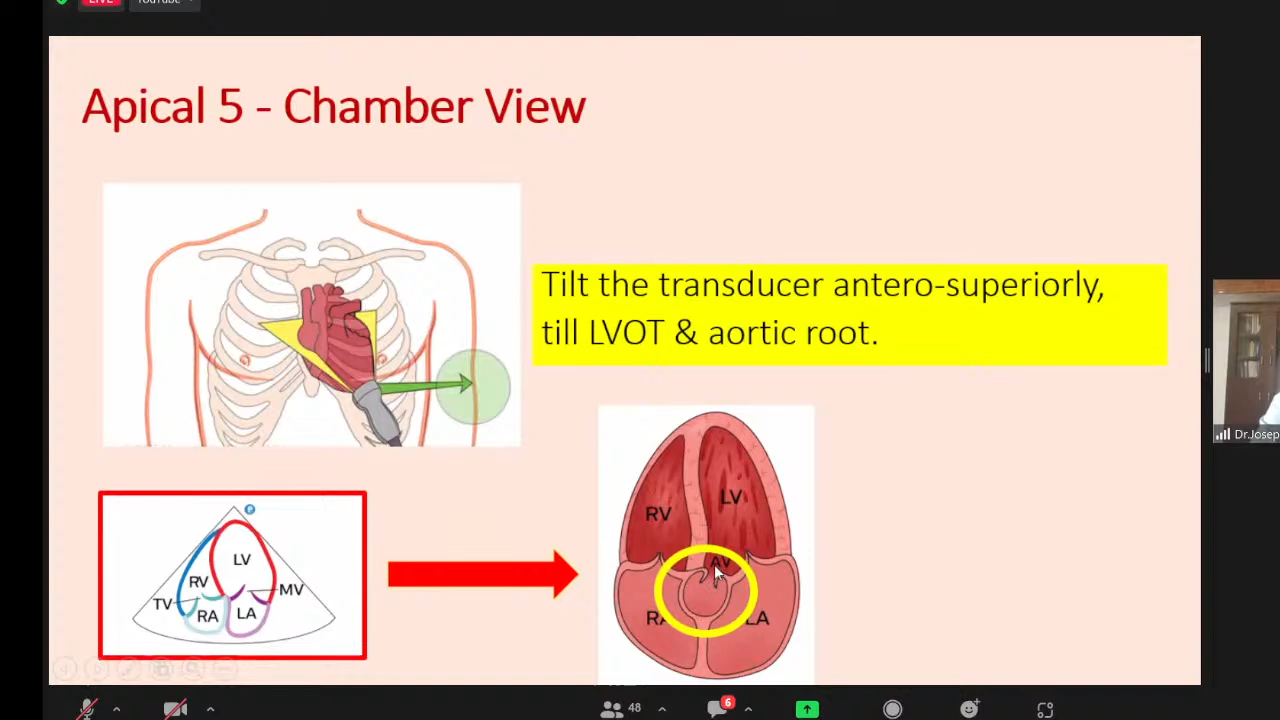 LIVE
YouTube
Apical 5 - Chamber View
Tilt the transducer antero-superiorly,
till LVOT & aortic root.
P
LV
RV
TV
MV
RA
LA
RV
LV
AV
RA
LA
Dr.Josep
48
6